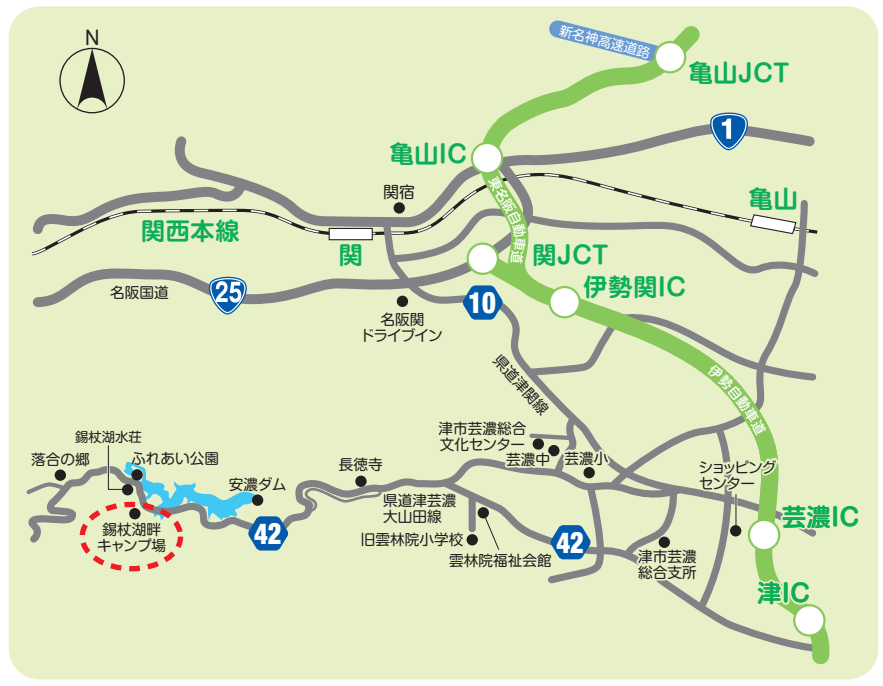 N
新名神高速道路
亀山JCT
1
亀山IC
東名阪自動車道
関宿
亀山
関西本線
関
関JCT
伊勢関IC
名阪国道
25
10
名阪関
ドライブイン
県道津関線
伊勢自動車道
津市芸濃総合
文化センター
芸濃中
芸濃小
ショッピング
センター
錫杖湖水荘
落合の郷
ふれあい公園
安濃ダム
長徳寺
県道津芸濃
大山田線
錫杖湖畔
キャンプ場
42
旧雲林院小学校
雲林院福祉会館
42
津市芸濃
総合支所
芸濃IC
津IC